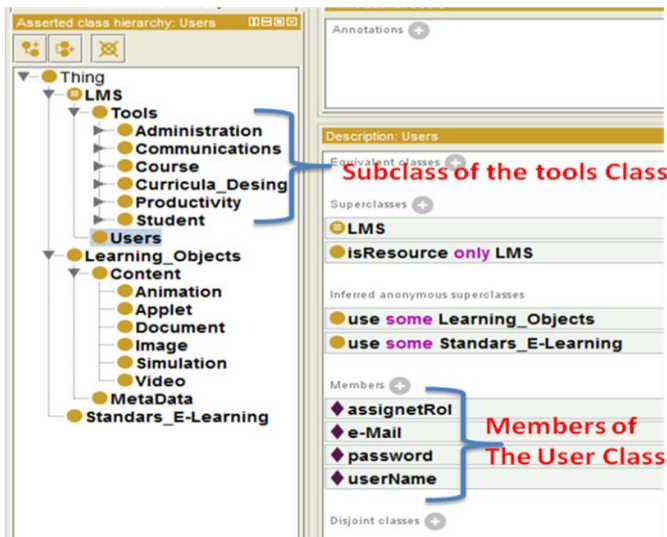 Asserted class hierarchy: Users
Thing
LMS
Tools
Administration
Communications
Course
Curricula_Desing
Productivity
Student
Users
Learning_Objects
Content
Animation
Applet
Document
Image
Simulation
Video
MetaData
Standars_E-Learning
Annotations
Description: Users
Equivalent classes
Subclass of the tools Class
Superclasses
LMS
isResource only LMS
Inferred anonymous superclasses
use some Learning_Objects
use some Standars_E-Learning
Members
assignetRol
e-Mail
password
userName
Members of
The User Class
Disjoint classes